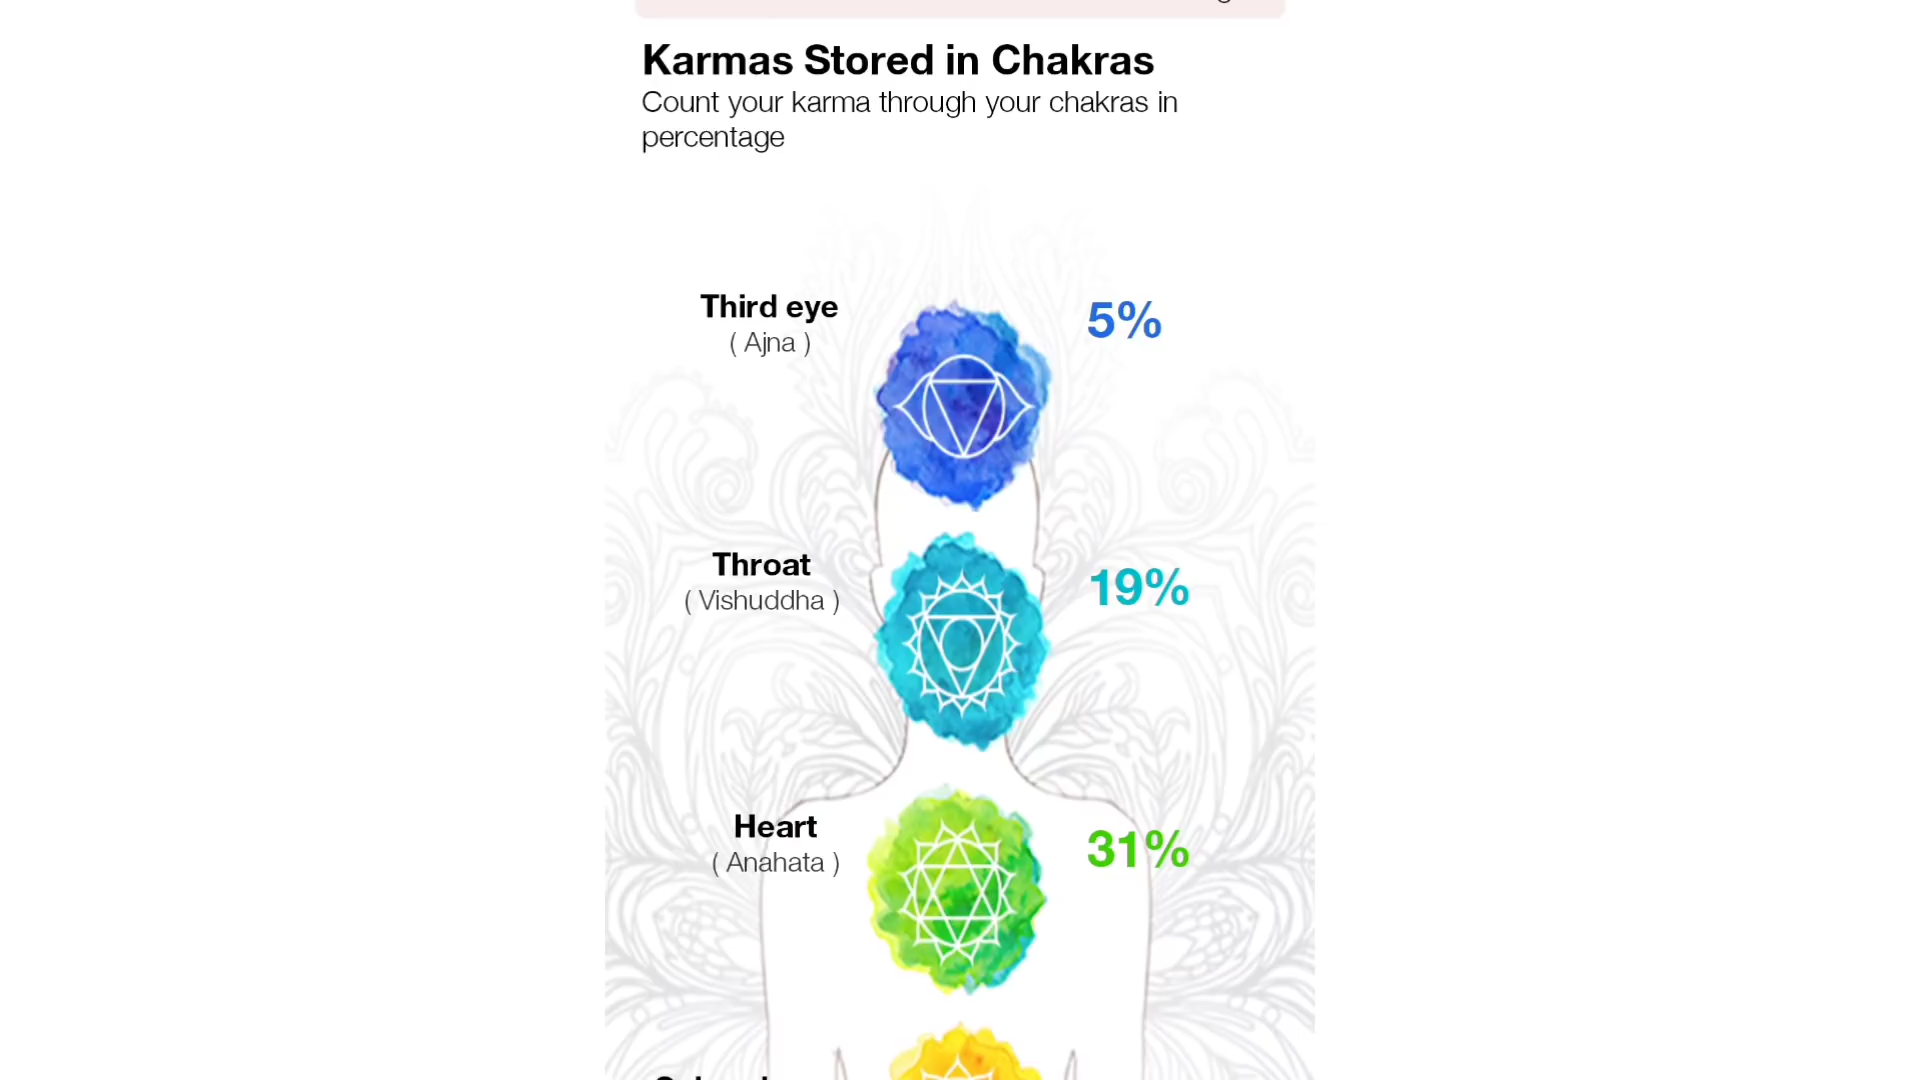 Karmas Stored in Chakras
Count your karma through your chakras in
percentage
Third eye
( Ajna )
5%
Throat
( Vishuddha )
19%
Heart
( Anahata )
31%